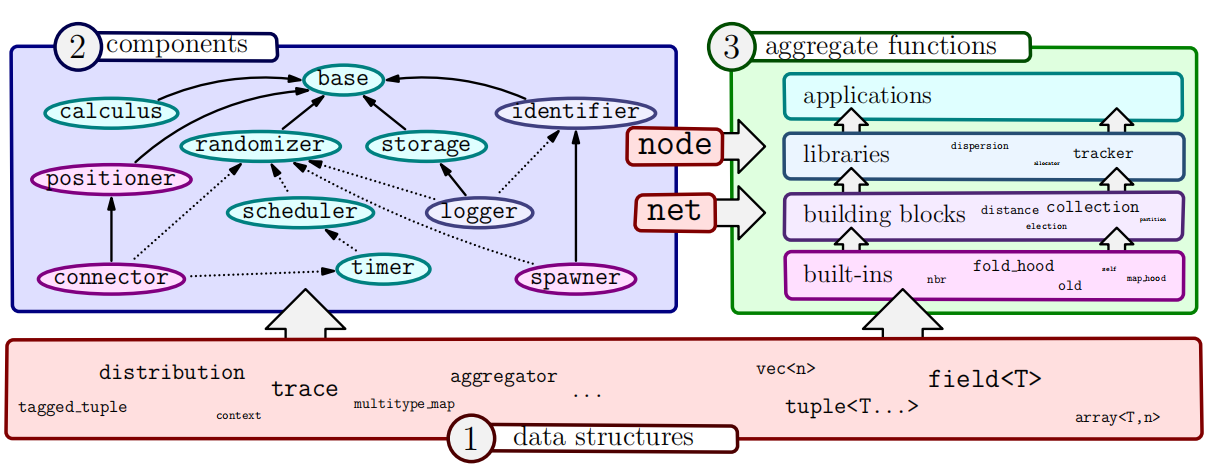 2 components
base
calculus
identifier
randomizer
storage
positioner
scheduler
logger
connector
timer
spawner
node
net
3 aggregate functions
applications
libraries dispersion allocator tracker
building blocks distance collection election partition
built-ins nbr fold_hood old self map_hood
distribution
trace
aggregator
...
vec<n>
field<T>
tagged_tuple
context
multitype_map
tuple<T...>
array<T,n>
1 data structures